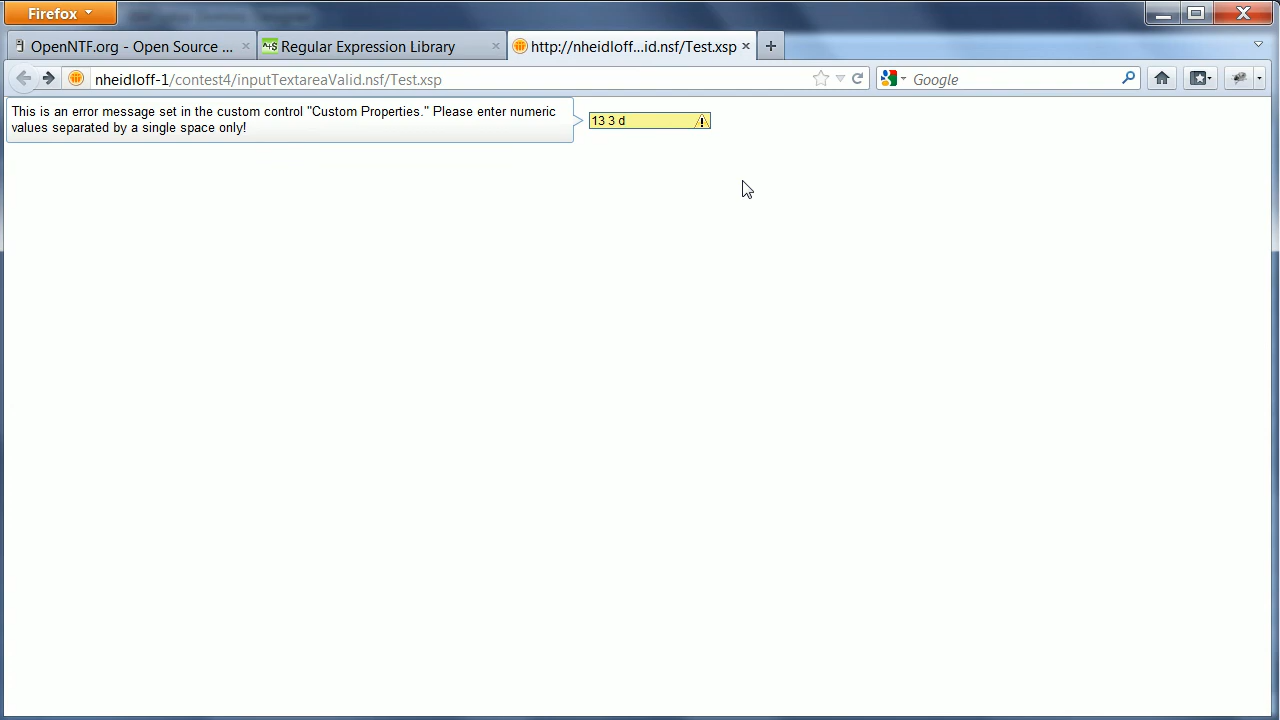 Firefox
OpenNTF.org - Open Source ...
Regular Expression Library
http://nheidloff...id.nsf/Test.xsp
nheidloff-1/contest4/inputTextareaValid.nsf/Test.xsp
Google
This is an error message set in the custom control "Custom Properties." Please enter numeric
values separated by a single space only!
13 3 d